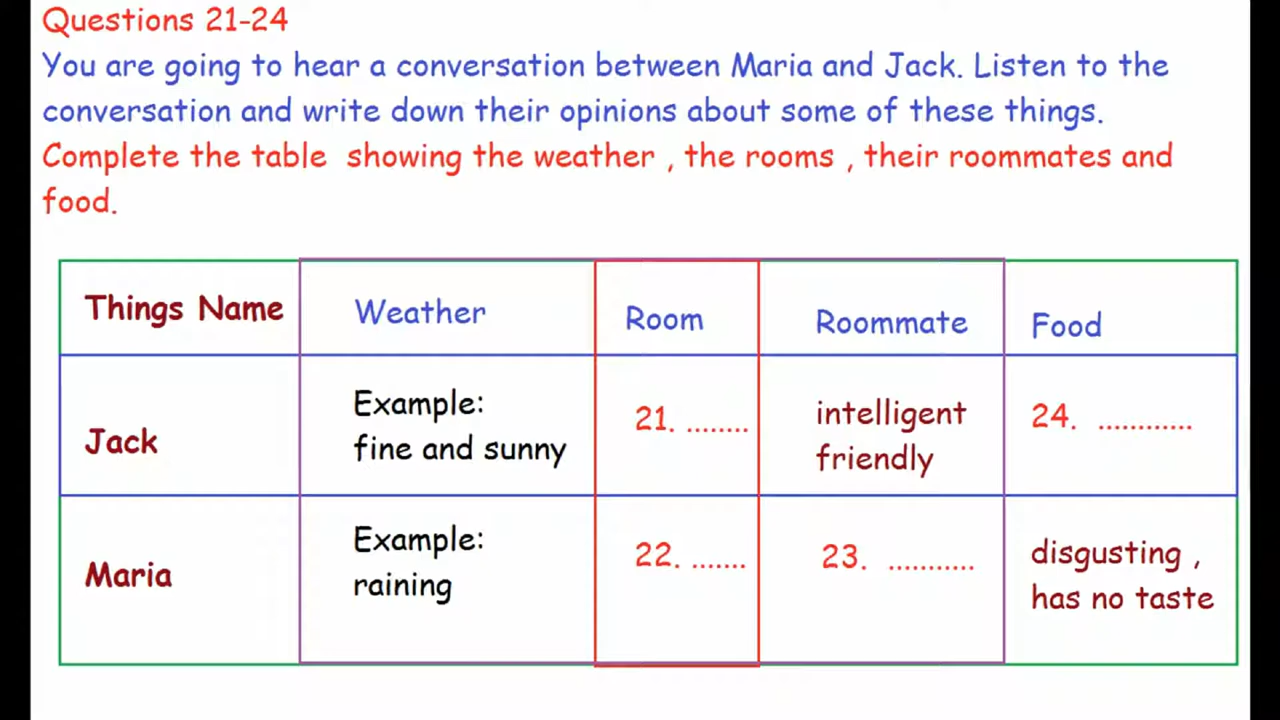 Questions 21-24
You are going to hear a conversation between Maria and Jack. Listen to the
conversation and write down their opinions about some of these things.
Complete the table showing the weather , the rooms , their roommates and
food.
Things Name Weather Room Roommate Food
Jack
Example:
fine and sunny
21. ........
intelligent
friendly
24. ............
Maria
Example:
raining
22. .......
23. ...........
disgusting ,
has no taste